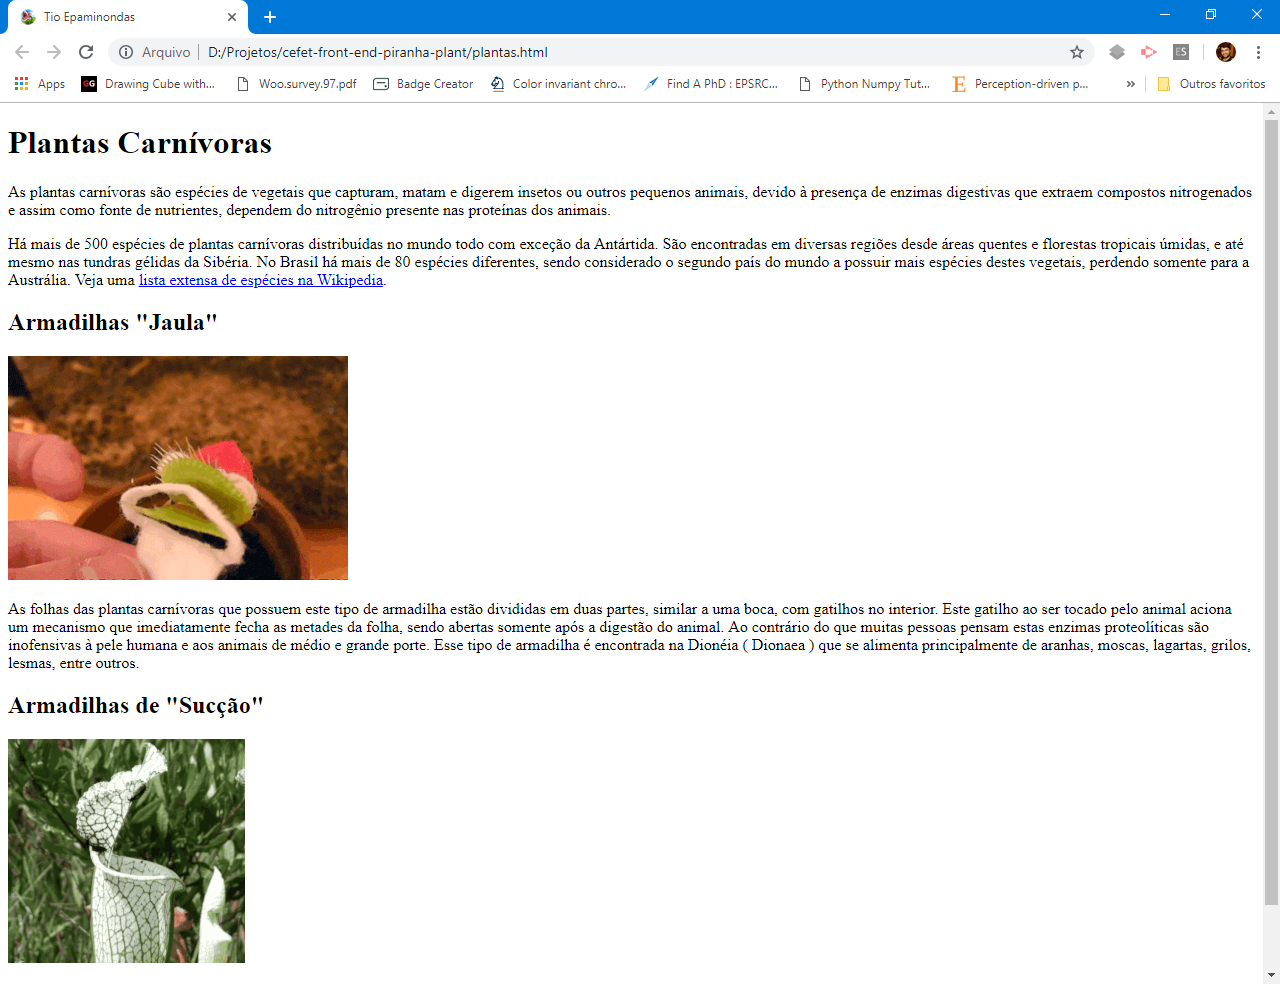 Tio Epaminondas
Arquivo | D:/Projetos/cefet-front-end-piranha-plant/plantas.html
ES
Apps GG Drawing Cube with... Woo.survey.97.pdf Badge Creator Color invariant chro... Find A PhD : EPSRC... Python Numpy Tut... E Perception-driven p... » Outros favoritos
Plantas Carnívoras
As plantas carnívoras são espécies de vegetais que capturam, matam e digerem insetos ou outros pequenos animais, devido à presença de enzimas digestivas que extraem compostos nitrogenados
e assim como fonte de nutrientes, dependem do nitrogênio presente nas proteínas dos animais.
Há mais de 500 espécies de plantas carnívoras distribuídas no mundo todo com exceção da Antártida. São encontradas em diversas regiões desde áreas quentes e florestas tropicais úmidas, e até
mesmo nas tundras gélidas da Sibéria. No Brasil há mais de 80 espécies diferentes, sendo considerado o segundo país do mundo a possuir mais espécies destes vegetais, perdendo somente para a
Austrália. Veja uma lista extensa de espécies na Wikipedia.
Armadilhas "Jaula"
As folhas das plantas carnívoras que possuem este tipo de armadilha estão divididas em duas partes, similar a uma boca, com gatilhos no interior. Este gatilho ao ser tocado pelo animal aciona
um mecanismo que imediatamente fecha as metades da folha, sendo abertas somente após a digestão do animal. Ao contrário do que muitas pessoas pensam estas enzimas proteolíticas são
inofensivas à pele humana e aos animais de médio e grande porte. Esse tipo de armadilha é encontrada na Dionéia ( Dionaea ) que se alimenta principalmente de aranhas, moscas, lagartas, grilos,
lesmas, entre outros.
Armadilhas de "Sucção"